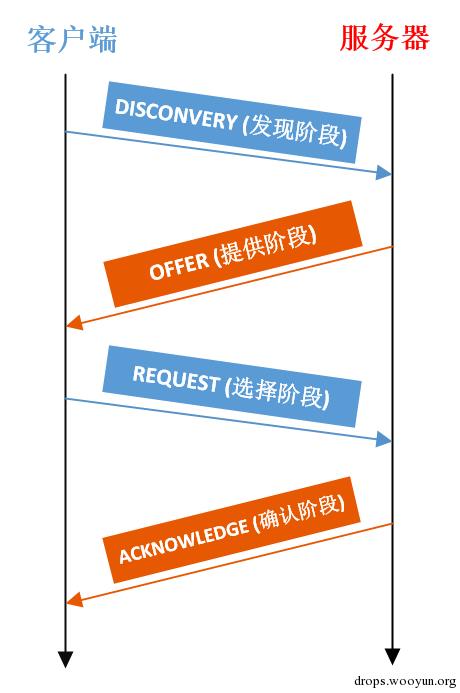 客户端
服务器
DISCONVERY (发现阶段)
OFFER (提供阶段)
REQUEST (选择阶段)
ACKNOWLEDGE (确认阶段)
drops.wooyun.org